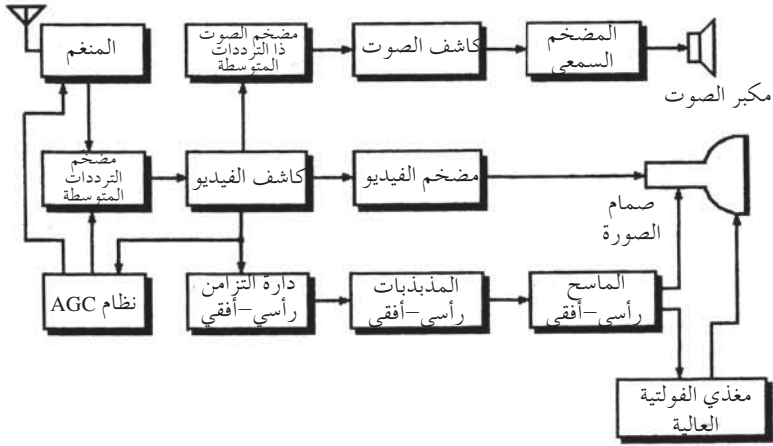 المنغم
مضخم الصوت
ذا الترددات
المتوسطة
كاشف الصوت
المضخم
السمعي
مكبر الصوت
مضخم
الترددات
المتوسطة
كاشف الفيديو
مضخم الفيديو
صمام
الصورة
نظام AGC
دارة التزامن
رأسي–أفقي
المذبذبات
رأسي–أفقي
الماسح
رأسي–أفقي
مغذي الفولتية
العالية